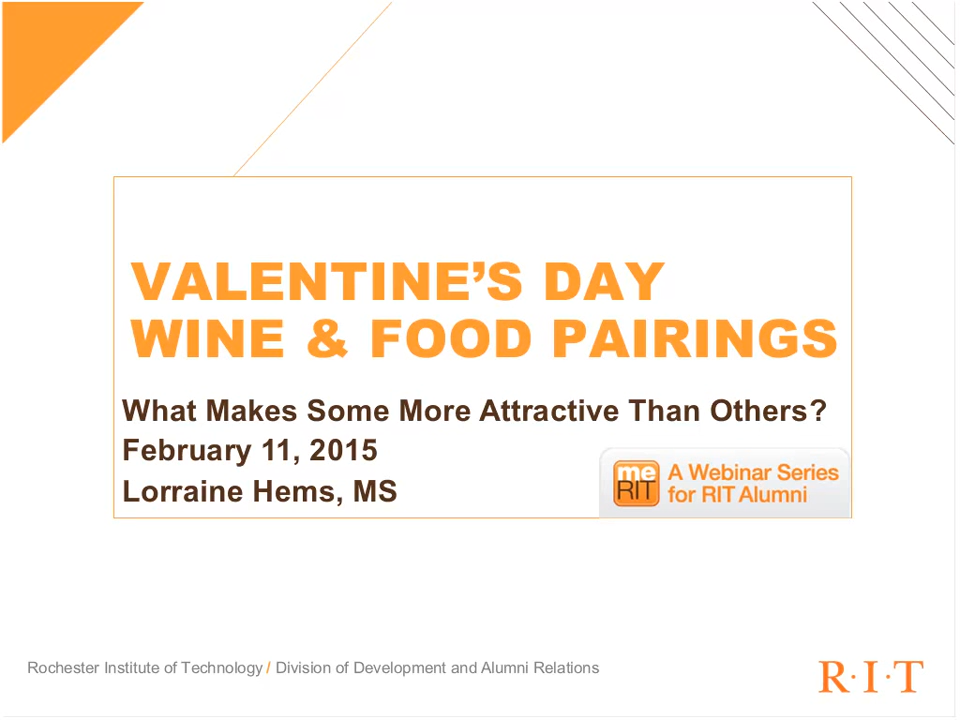 VALENTINE’S DAY
WINE & FOOD PAIRINGS
What Makes Some More Attractive Than Others?
February 11, 2015
Lorraine Hems, MS
me
RIT
A Webinar Series
for RIT Alumni
Rochester Institute of Technology / Division of Development and Alumni Relations
R·I·T